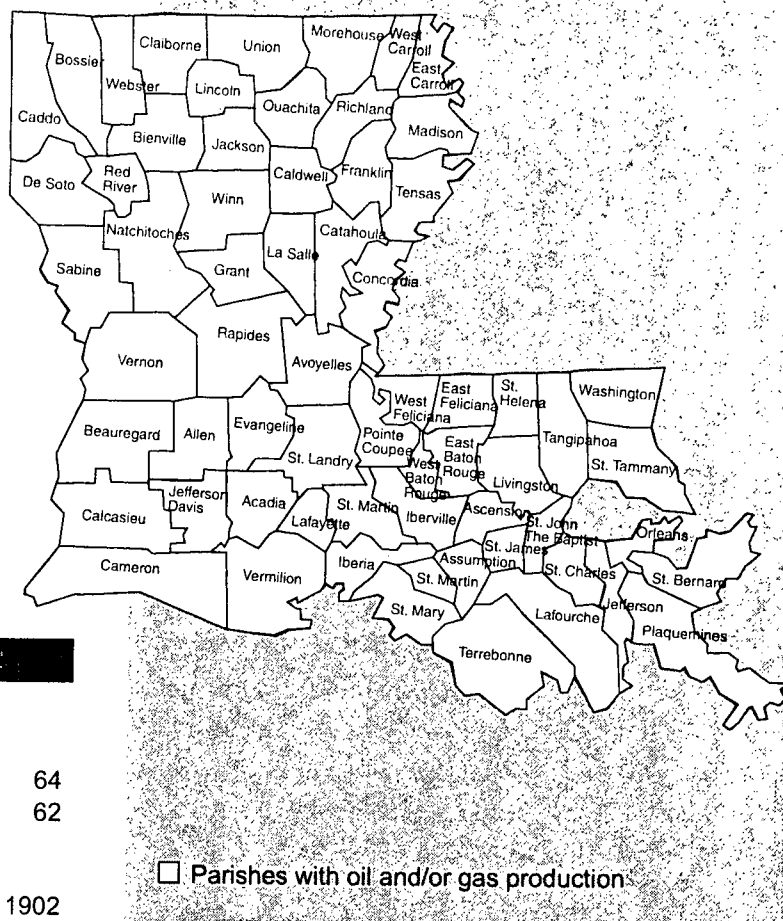 Claiborne
Union
Morehouse
West
Carroll
East
Carroll
Bossier
Webster
Lincoln
Ouachita
Richland
Madison
Caddo
Bienville
Jackson
De Soto
Red
River
Caldwell
Franklin
Tensas
Winn
Natchitoches
Catahoula
La Salle
Grant
Concordia
Sabine
Rapides
Vernon
Avoyelles
Washington
East
Feliciana
St.
Helena
West
Feliciana
Beauregard
Allen
Evangeline
Pointe
Coupee
East
Baton
Rouge
Tangipahoa
St. Landry
St. Tammany
West
Baton
Rouge
Livingston
Jefferson
Davis
Acadia
St. Martin
Calcasieu
Lafayette
Iberville
Ascension
St. John
The Baptist
Orleans
Cameron
Vermilion
Iberia
Assumption
St. James
St. Charles
St. Bernard
St. Martin
Jefferson
St. Mary
Lafourche
Plaquemines
Terrebonne
64
62
Parishes with oil and/or gas production
1902